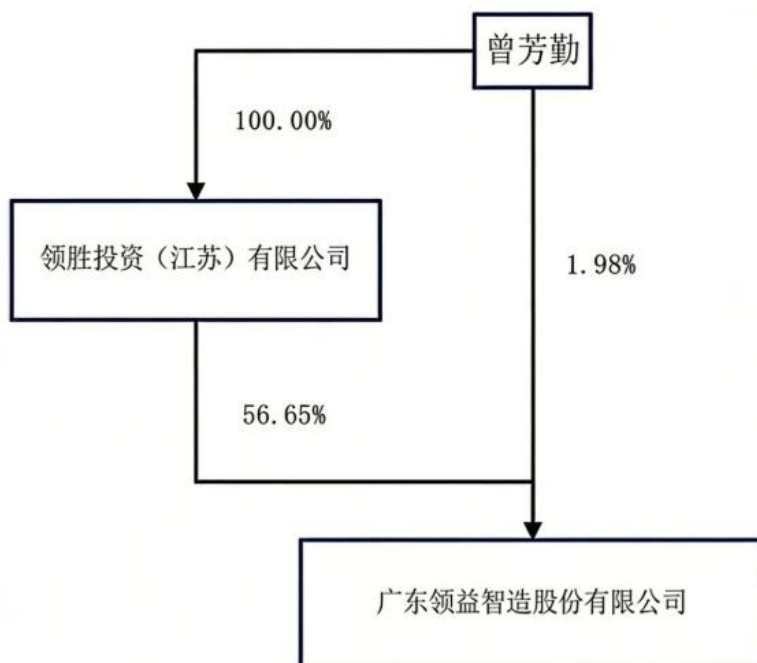 曾芳勤
100.00%
领胜投资（江苏）有限公司
1.98%
56.65%
广东领益智造股份有限公司